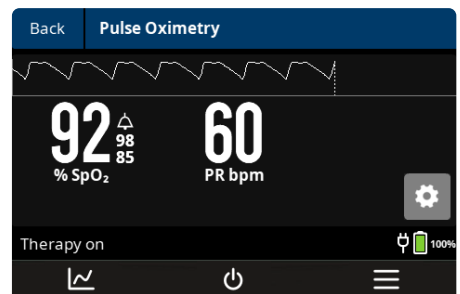 Back Pulse Oximetry
92 98 85 60
% SpO₂ PR bpm
Therapy on 100%